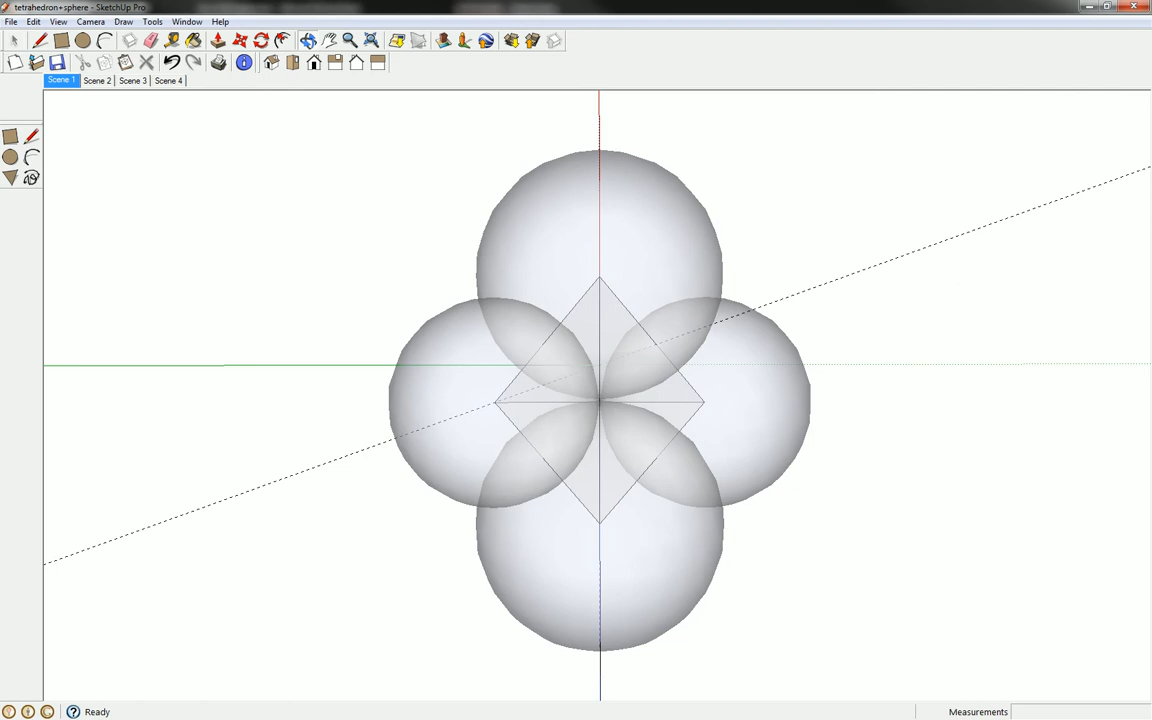 tetrahedron+sphere - SketchUp Pro
File Edit View Camera Draw Tools Window Help
Scene 1 Scene 2 Scene 3 Scene 4
Ready Measurements